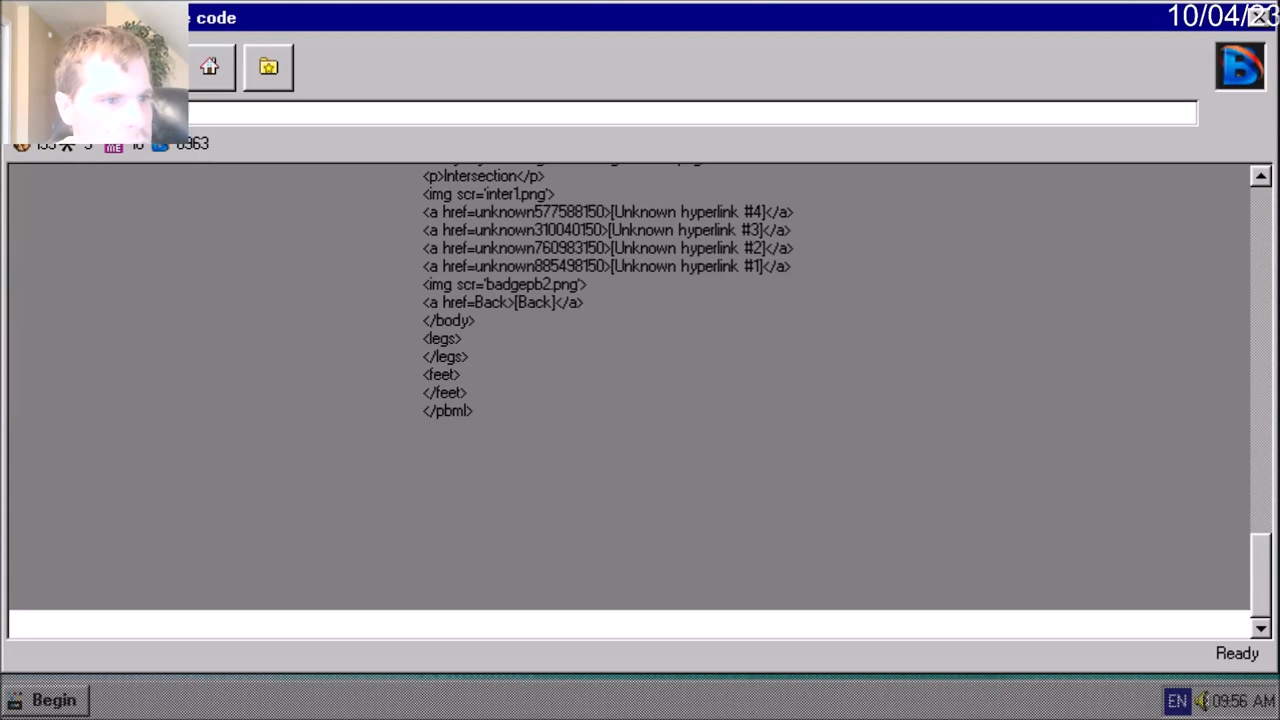 code
10/04/23
963
<p>Intersection</p>
<img scr='inter1.png'>
<a href=unknown577588150>[Unknown hyperlink #4]</a>
<a href=unknown310040150>[Unknown hyperlink #3]</a>
<a href=unknown760983150>[Unknown hyperlink #2]</a>
<a href=unknown885498150>[Unknown hyperlink #1]</a>
<img scr='badgepb2.png'>
<a href=Back>[Back]</a>
</body>
<legs>
</legs>
<feet>
</feet>
</pbml>
Ready
Begin
EN 09:56 AM